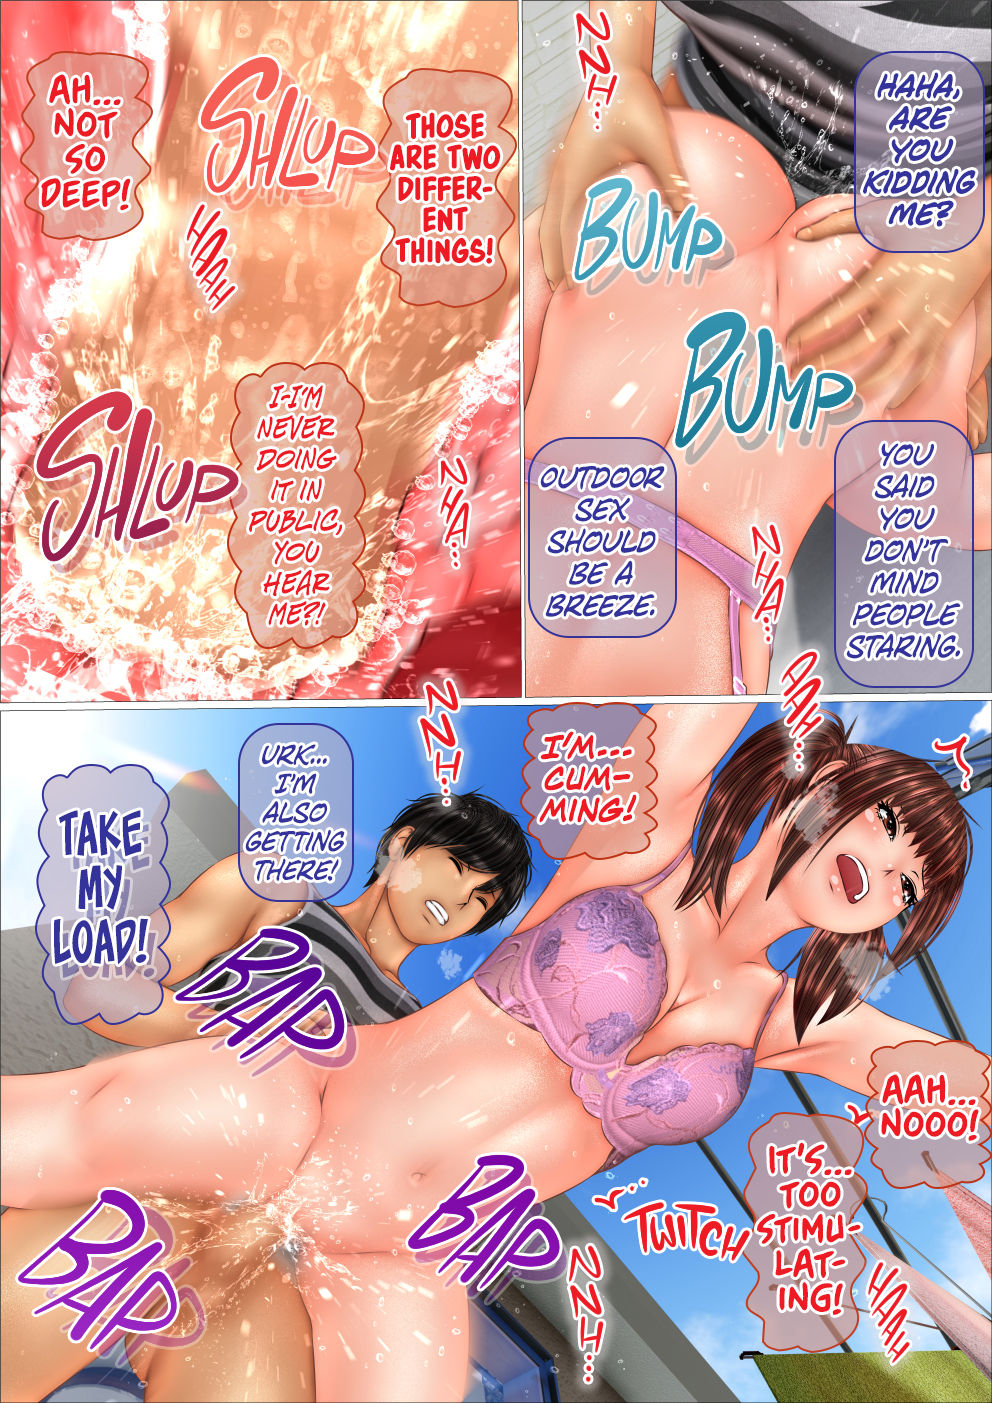 HAHA,
ARE
YOU
KIDDING
ME?
NZZ...
BUMP
BUMP
YOU
SAID
YOU
DON'T
MIND
PEOPLE
STARING.
OUTDOOR
SEX
SHOULD
BE A
BREEZE.
NHA...
THOSE
ARE TWO
DIFFER-
ENT
THINGS!
AH...
NOT
SO
DEEP!
SHLUP
HAAH
SHLUP
I-I'M
NEVER
DOING
IT IN
PUBLIC,
YOU
HEAR
ME?!
NHA...
AAH...
I'M...
CUM-
MING!
NNH...
URK...
I'M
ALSO
GETTING
THERE!
TAKE
MY
LOAD!
BAP
AAH...
NOOO!
IT'S...
TOO
STIMU-
LAT-
ING!
TWITCH
BAP
BAP
NNH...
HAAH